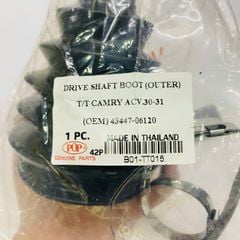 DRIVE SHAFT BOOT (OUTER)
T/T CAMRY ACV30-31
(OEM) 43447-06120
1 PC. MADE IN THAILAND
POP 42P
GENUINE PARTS B01-TT015